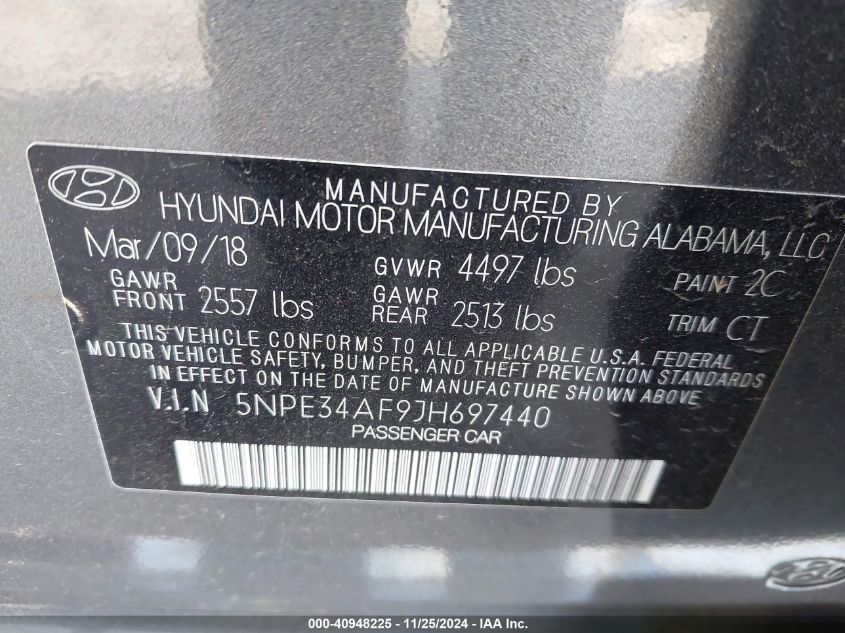 MANUFACTURED BY
HYUNDAI MOTOR MANUFACTURING ALABAMA, LLC
Mar/09/18 GVWR 4497 lbs PAINT 2C
GAWR FRONT 2557 lbs GAWR REAR 2513 lbs TRIM CT
THIS VEHICLE CONFORMS TO ALL APPLICABLE U.S.A. FEDERAL
MOTOR VEHICLE SAFETY, BUMPER, AND THEFT PREVENTION STANDARDS
IN EFFECT ON THE DATE OF MANUFACTURE SHOWN ABOVE.
V.I.N 5NPE34AF9JH697440
PASSENGER CAR
000-40948225 - 11/25/2024 - IAA Inc.